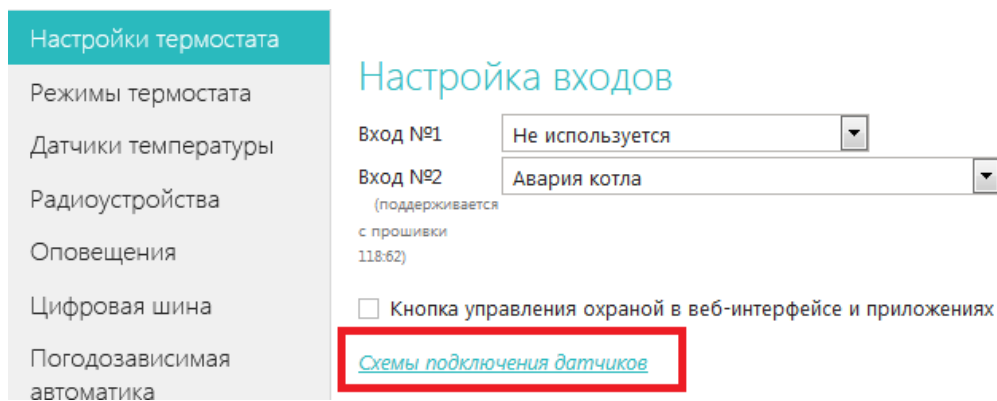 Настройки термостата
Режимы термостата
Датчики температуры
Радиоустройства
Оповещения
Цифровая шина
Погодозависимая
автоматика
Настройка входов
Вход №1 Не используется
Вход №2 Авария котла
(поддерживается
с прошивки
118:62)
Кнопка управления охраной в веб-интерфейсе и приложениях
Схемы подключения датчиков